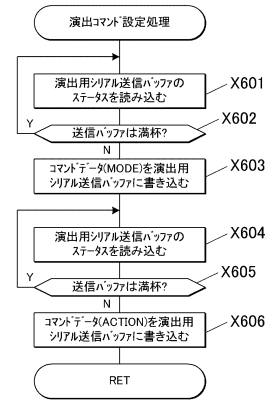 演出ｺﾏﾝﾄﾞ設定処理
演出用ｼﾘｱﾙ送信ﾊﾞｯﾌｧの
ｽﾃｰﾀｽを読み込む
X601
Y
送信ﾊﾞｯﾌｧは満杯?
X602
N
ｺﾏﾝﾄﾞﾃﾞｰﾀ(MODE)を演出用
ｼﾘｱﾙ送信ﾊﾞｯﾌｧに書き込む
X603
演出用ｼﾘｱﾙ送信ﾊﾞｯﾌｧの
ｽﾃｰﾀｽを読み込む
X604
Y
送信ﾊﾞｯﾌｧは満杯?
X605
N
ｺﾏﾝﾄﾞﾃﾞｰﾀ(ACTION)を演出用
ｼﾘｱﾙ送信ﾊﾞｯﾌｧに書き込む
X606
RET